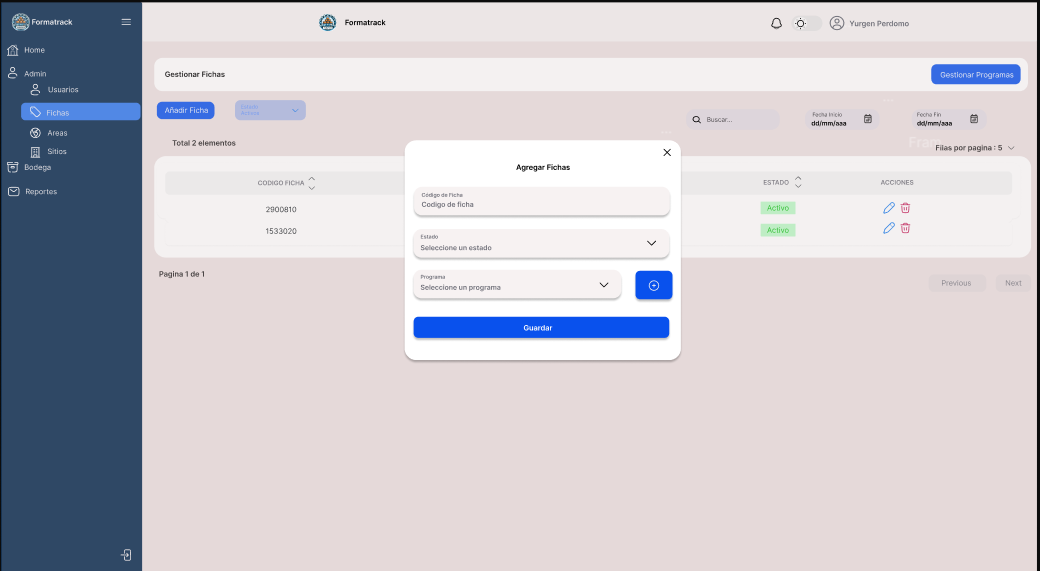 Formatrack
Formatrack
Yurgen Perdomo
Home
Admin
Usuarios
Fichas
Areas
Sitios
Bodega
Reportes
Gestionar Fichas
Gestionar Programas
Añadir Ficha
Estado
Buscar...
Fecha Inicio
dd/mm/aaa
Fecha Fin
dd/mm/aaa
Total 2 elementos
Filas por pagina : 5
CODIGO FICHA
ESTADO
ACCIONES
2900810
Activo
1533020
Activo
Pagina 1 de 1
Previous
Next
Agregar Fichas
Código de Ficha
Codigo de ficha
Estado
Seleccione un estado
Programa
Seleccione un programa
Guardar